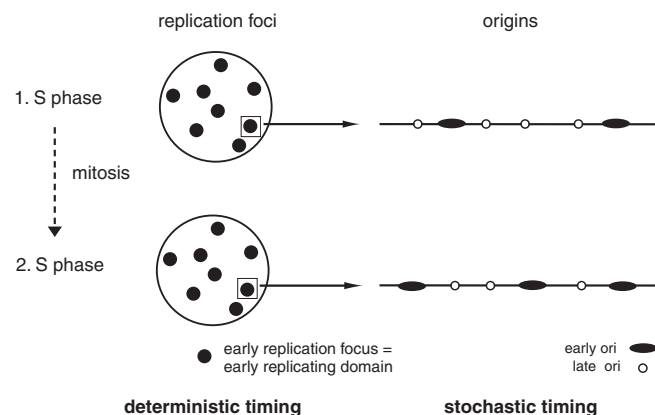 replication foci
origins
1. S phase
mitosis
2. S phase
early replication focus =
early replicating domain
early ori
late ori
deterministic timing
stochastic timing